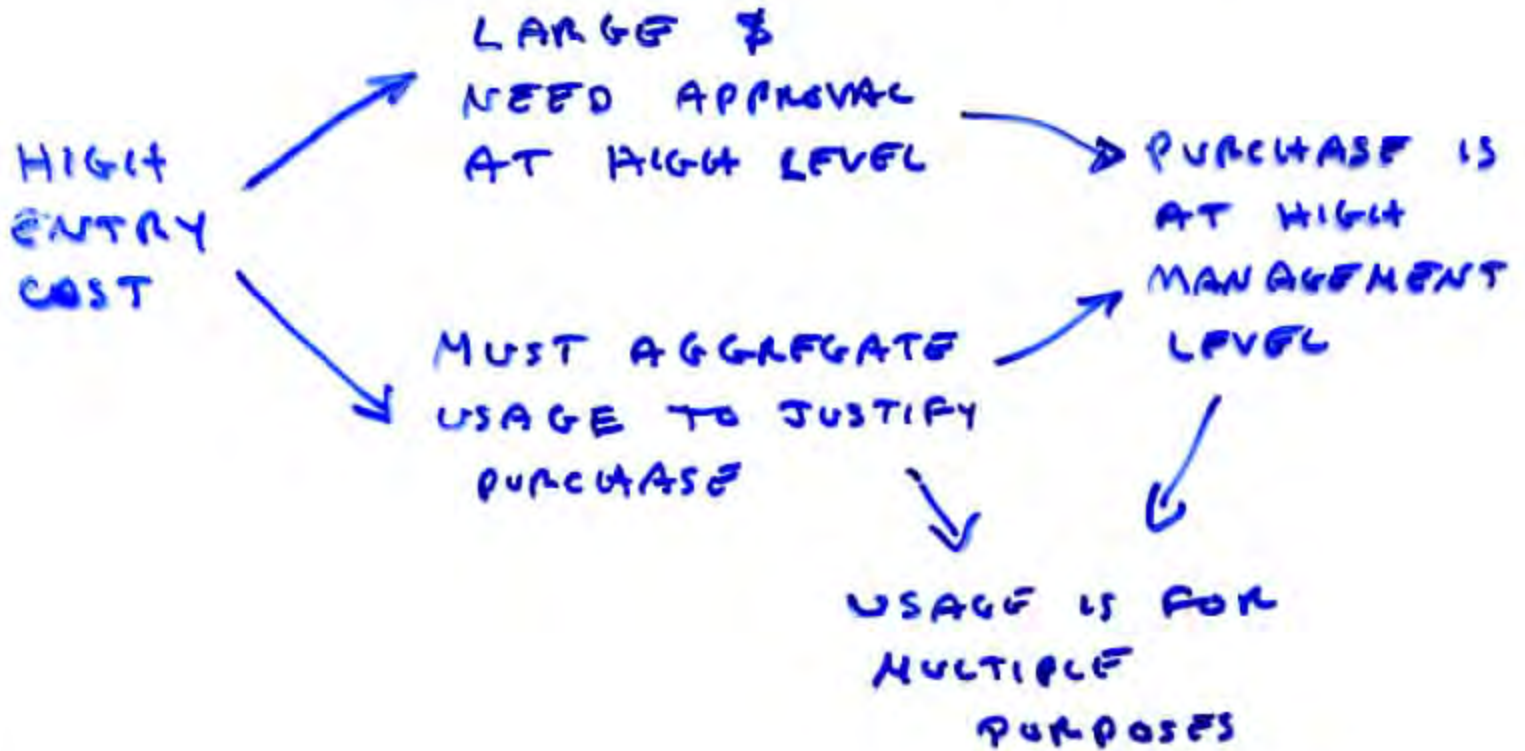 HIGH
ENTRY
COST
LARGE $
NEED APPROVAL
AT HIGH LEVEL
MUST AGGREGATE
USAGE TO JUSTIFY
PURCHASE
PURCHASE IS
AT HIGH
MANAGEMENT
LEVEL
USAGE IS FOR
MULTIPLE
PURPOSES